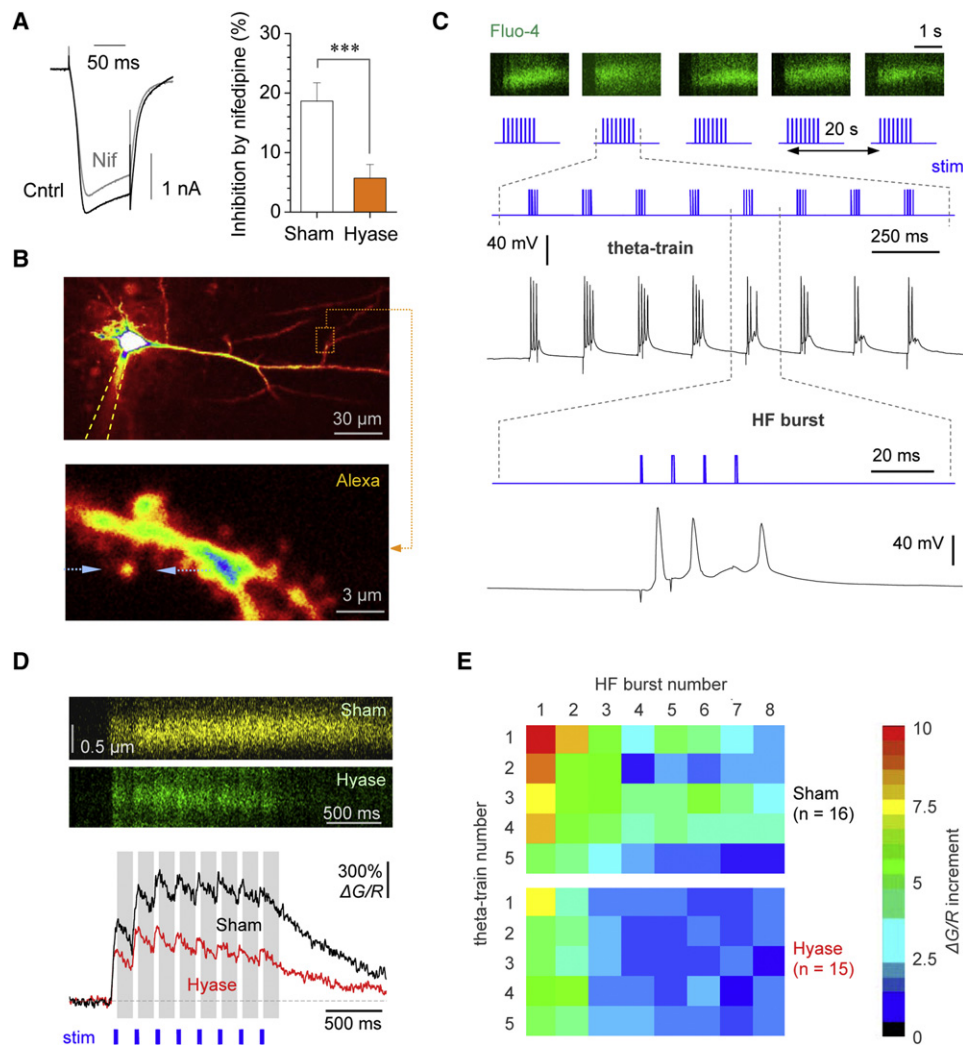 A
50 ms
Nif
Cntrl
1 nA
Inhibition by nifedipine (%)
30
20
10
0
***
Sham
Hyase
B
30 µm
Alexa
3 µm
C
Fluo-4
1 s
20 s
stim
40 mV
theta-train
250 ms
HF burst
20 ms
40 mV
D
Sham
0.5 µm
Hyase
500 ms
300%
ΔG/R
Sham
Hyase
500 ms
stim
E
HF burst number
1 2 3 4 5 6 7 8
theta-train number
1
2
3
4
5
Sham
(n = 16)
1
2
3
4
5
Hyase
(n = 15)
10
7.5
5
2.5
0
ΔG/R increment